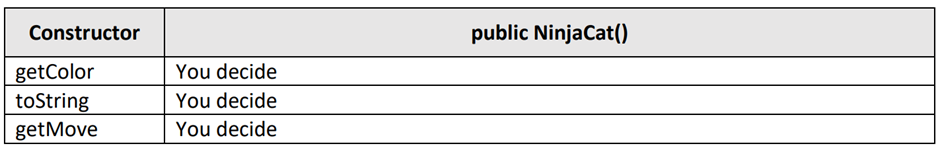 Constructor public NinjaCat()
getColor You decide
toString You decide
getMove You decide